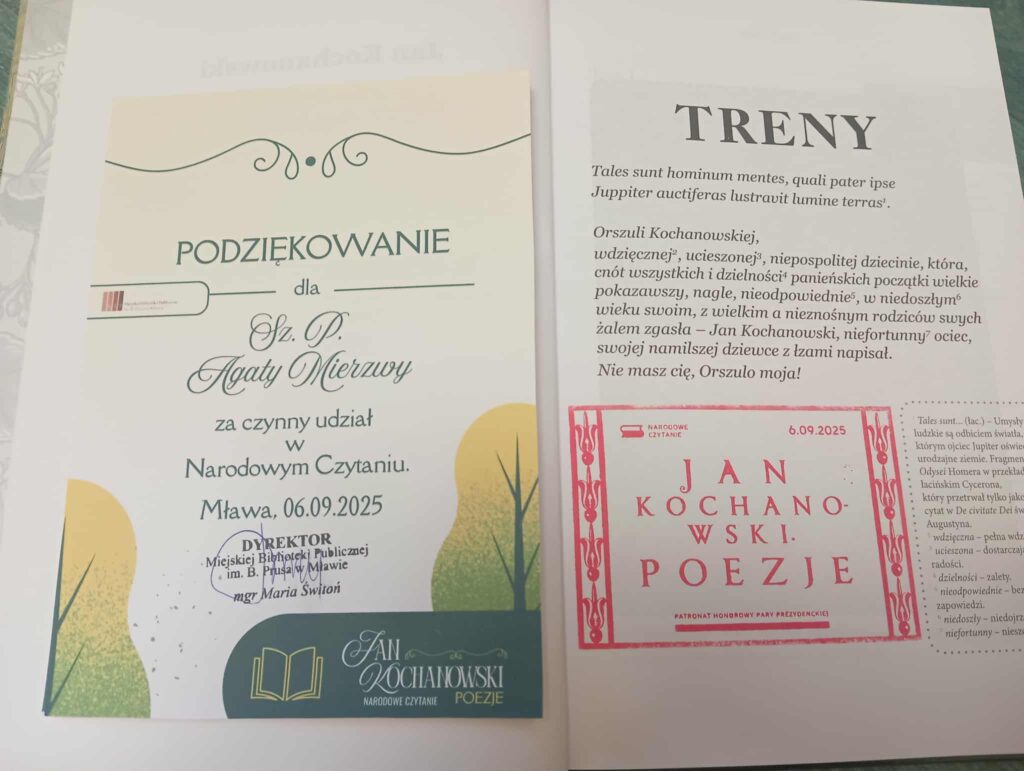 PODZIĘKOWANIE
dla
Sz. P.
Agaty Mierzwy
za czynny udział
w
Narodowym Czytaniu.
Mława, 06.09.2025
DYREKTOR
Miejskiej Biblioteki Publicznej
im. B. Prusa w Mławie
mgr Maria Świtoń
JAN
KOCHANOWSKI
NARODOWE CZYTANIE POEZJE
TRENY
Tales sunt hominum mentes, quali pater ipse
Juppiter auctiferas lustravit lumine terras¹.
Orszuli Kochanowskiej,
wdzięcznej², ucieszonej³, niepospolitej dziecinie, która,
cnót wszystkich i dzielności⁴ panieńskich początki wielkie
pokazawszy, nagle, nieodpowiednie⁵, w niedoszłym⁶
wieku swoim, z wielkim a nieznośnym rodziców swych
żalem zgasła – Jan Kochanowski, niefortunny⁷ ociec,
swojej namilszej dziewce z łzami napisał.
Nie masz cię, Orszulo moja!
NARODOWE
CZYTANIE
6.09.2025
JAN
KOCHANO-
WSKI.
POEZJE
PATRONAT HONOROWY PARY PREZYDENCKIEJ
Tales sunt... (łac.) – Umysły
ludzkie są odbiciem światła,
którym ojciec Jupiter oświe
urodzajne ziemie. Fragmen
Odysei Homera w przekład
łacińskim Cycerona,
który przetrwał tylko jako
cytat w De civitate Dei św
Augustyna.
wdzięczna – pełna wdz
ucieszona – dostarczają
radości.
dzielności – zalety.
nieodpowiednie – bez
zapowiedzi.
niedoszły – niedojrz
niefortunny – niesz